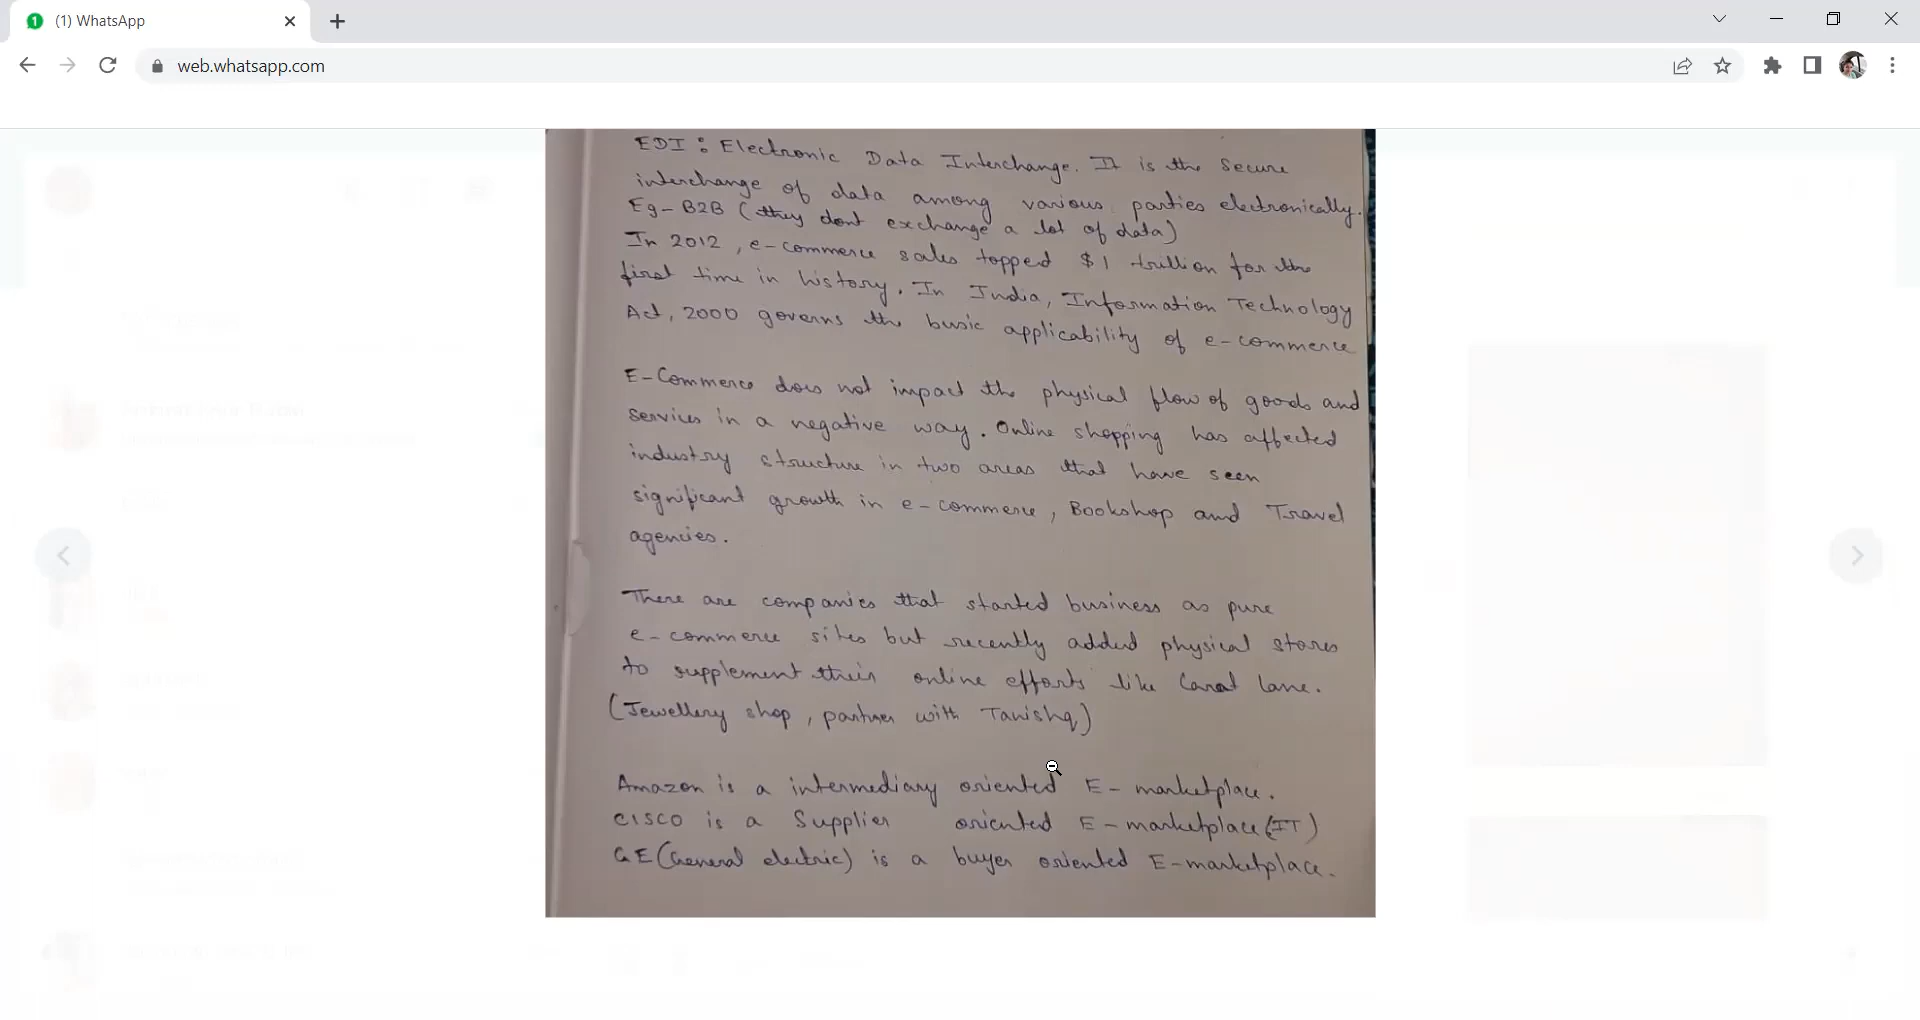 (1) WhatsApp
web.whatsapp.com
EDI : Electronic Data Interchange. It is the secure
interchange of data among various parties electronically.
Eg - B2B (they dont exchange a lot of data)
In 2012, e-commerce sales topped $1 trillion for the
first time in history. In India, Information Technology
Act, 2000 governs the basic applicability of e-commerce
E-Commerce does not impact the physical flow of goods and
services in a negative way. Online shopping has affected
industry structure in two areas that have seen
significant growth in e-commerce, Bookshop and Travel
agencies.
There are companies that started business as pure
e-commerce sites but recently added physical stores
to supplement their online efforts like Carat lane.
(Jewellery shop, partner with Tanishq)
Amazon is a intermediary oriented E-marketplace.
CISCO is a Supplier oriented E-marketplace (IT)
GE (General electric) is a buyer oriented E-marketplace.